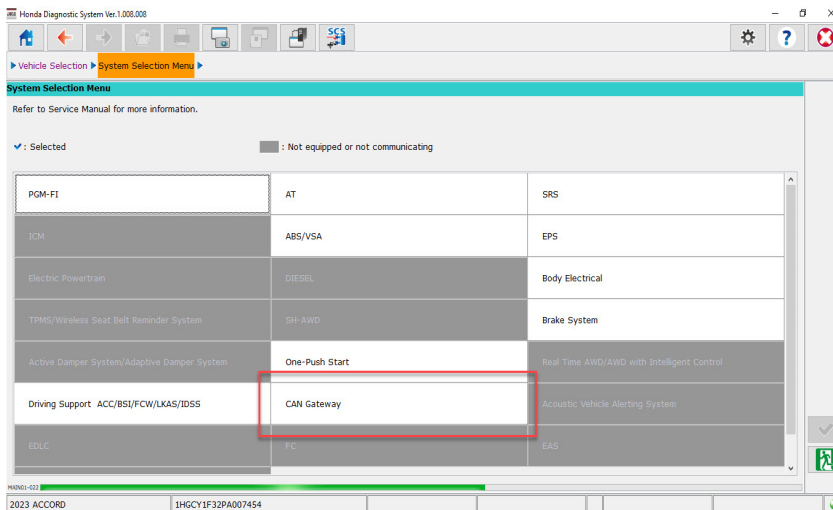 Honda Diagnostic System Ver.1.008.008
SCS
?
Vehicle Selection System Selection Menu
System Selection Menu
Refer to Service Manual for more information.
: Selected : Not equipped or not communicating
PGM-FI AT SRS
ICM ABS/VSA EPS
Electric Powertrain DIESEL Body Electrical
TPMS/Wireless Seat Belt Reminder System SH-AWD Brake System
Active Damper System/Adaptive Damper System One-Push Start Real Time AWD/AWD with Intelligent Control
Driving Support ACC/BSI/FCW/LKAS/IDSS CAN Gateway Acoustic Vehicle Alerting System
EDLC FC EAS
MAIN01-022
2023 ACCORD 1HGCY1F32PA007454